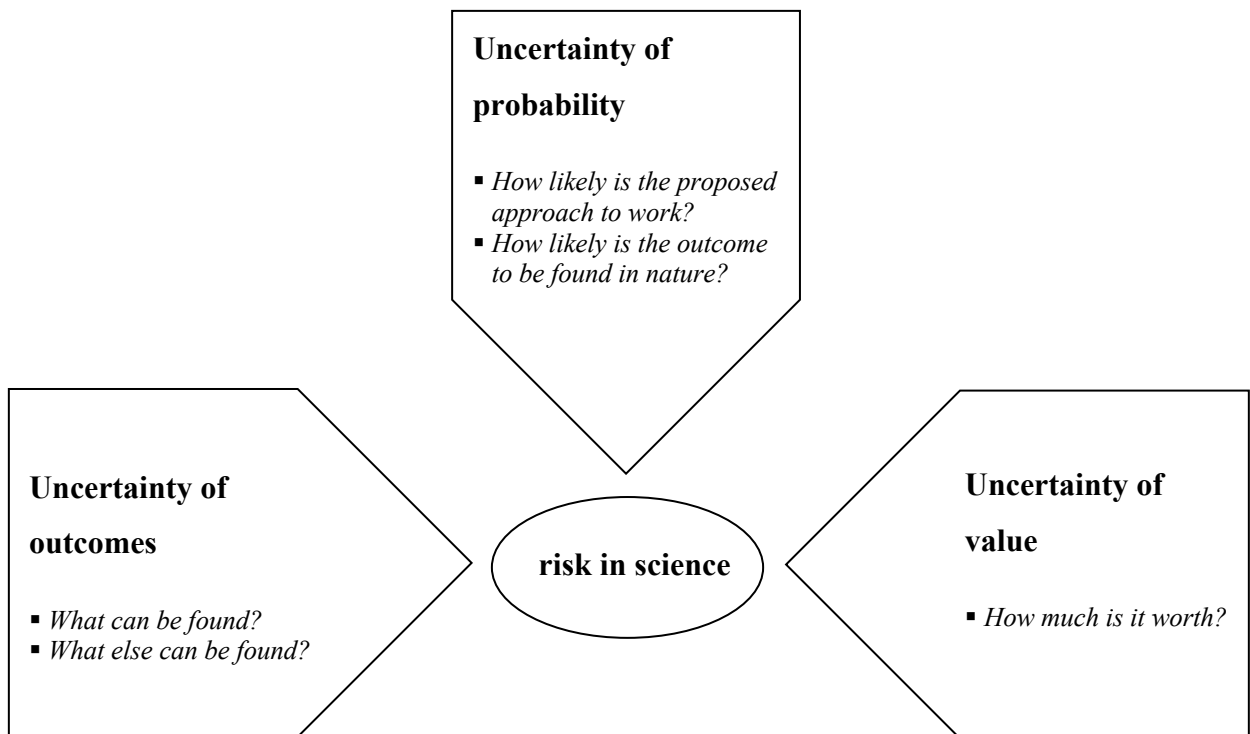 Uncertainty of
probability
▪ How likely is the proposed
approach to work?
▪ How likely is the outcome
to be found in nature?
Uncertainty of
outcomes
▪ What can be found?
▪ What else can be found?
risk in science
Uncertainty of
value
▪ How much is it worth?